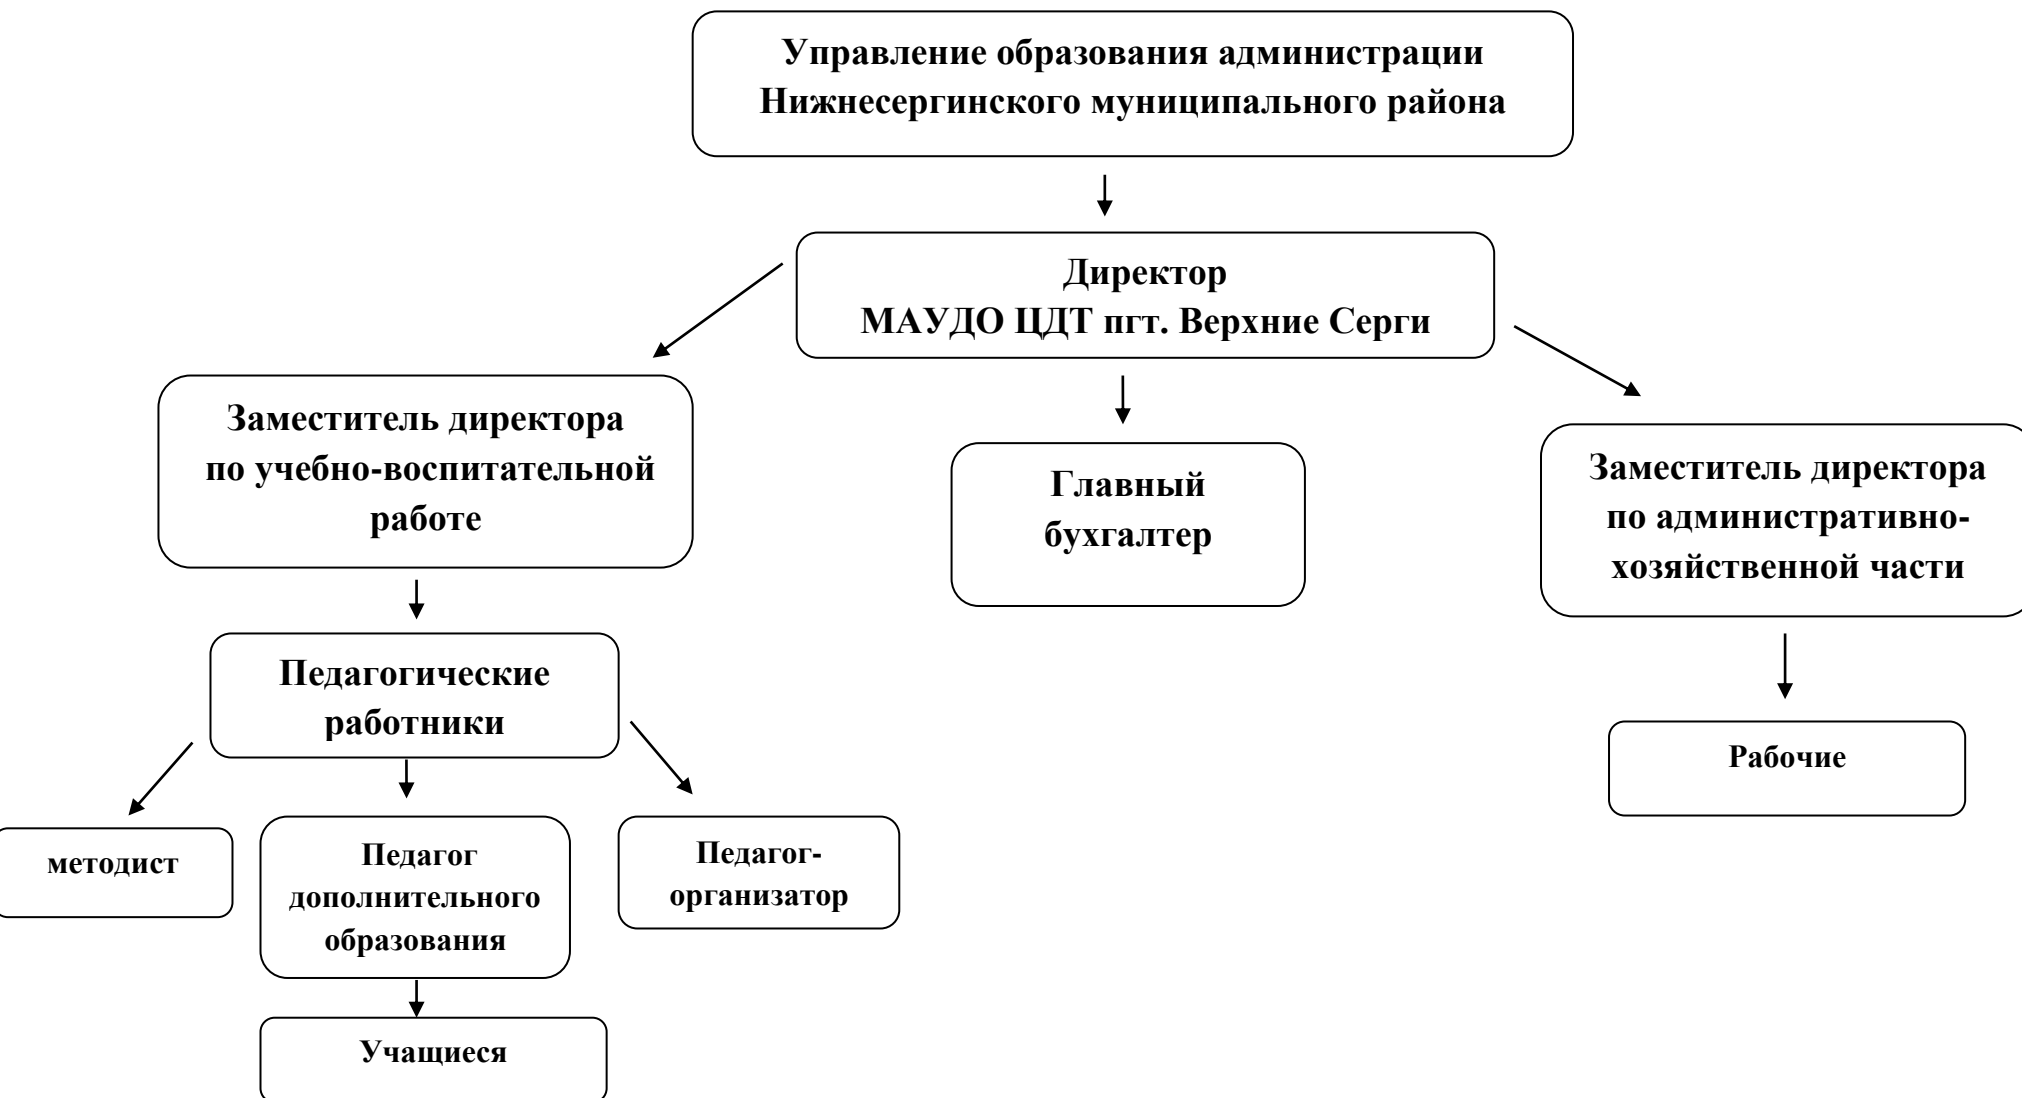 Управление образования администрации
Нижнесергинского муниципального района
Директор
МАУДО ЦДТ пгт. Верхние Серги
Заместитель директора
по учебно-воспитательной
работе
Главный
бухгалтер
Заместитель директора
по административно-
хозяйственной части
Педагогические
работники
Рабочие
методист
Педагог
дополнительного
образования
Педагог-
организатор
Учащиеся